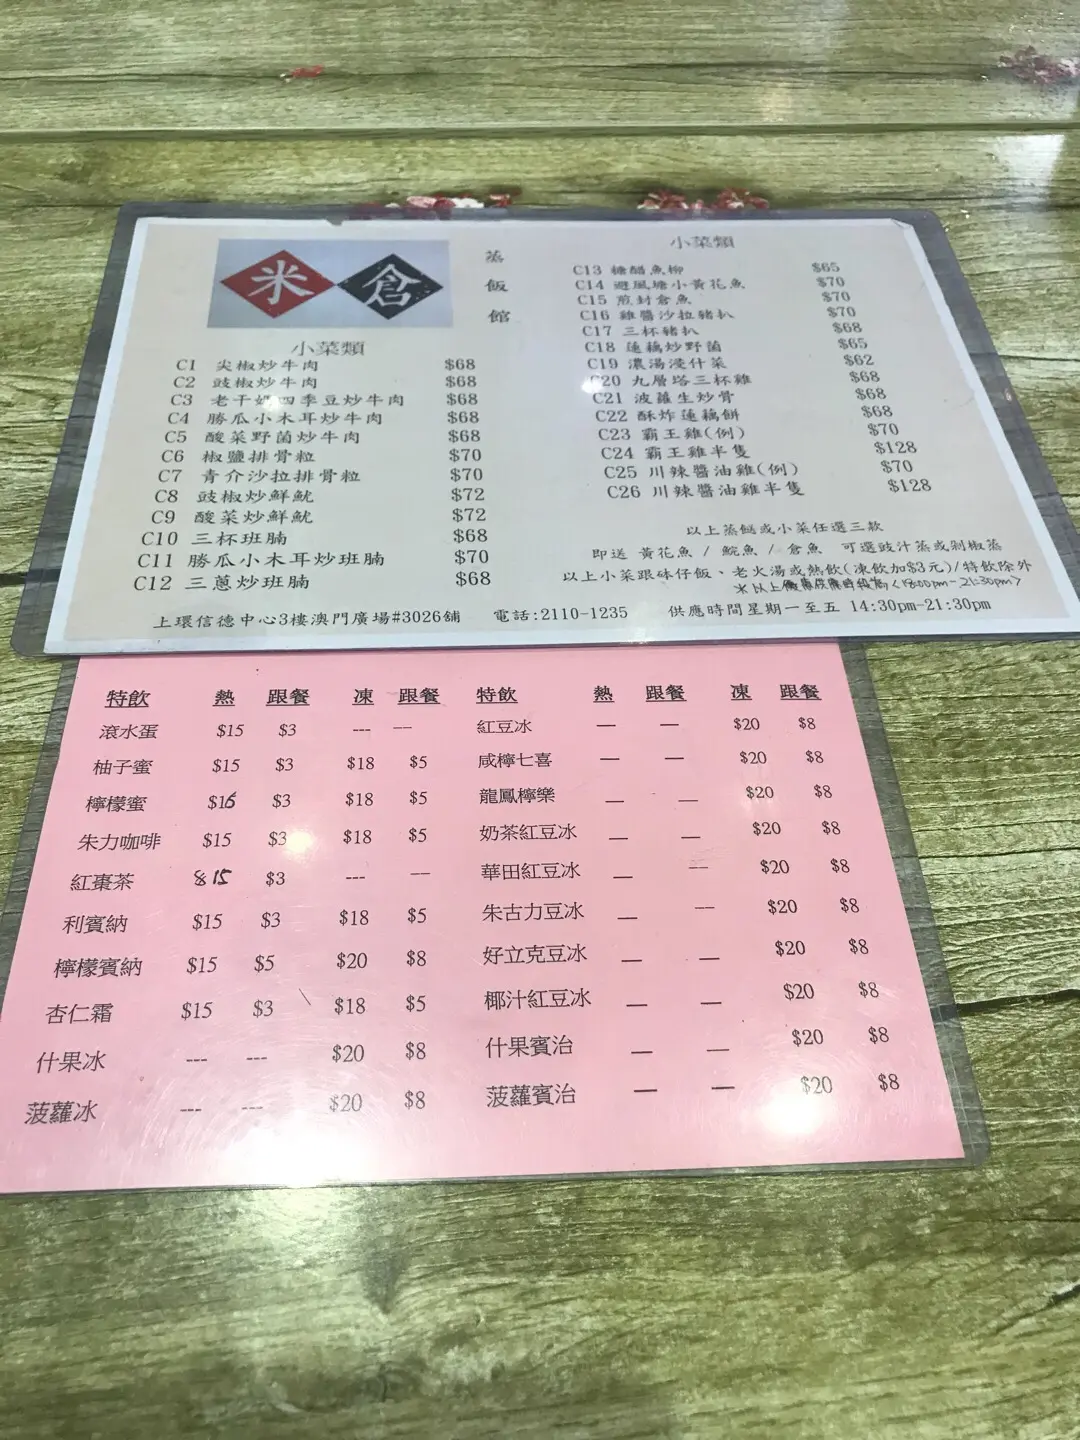 米 倉
蒸
飯
館
小菜類
C1 尖椒炒牛肉 $68
C2 豉椒炒牛肉 $68
C3 老干媽四季豆炒牛肉 $68
C4 勝瓜小木耳炒牛肉 $68
C5 酸菜野菌炒牛肉 $68
C6 椒鹽排骨粒 $70
C7 青介沙拉排骨粒 $70
C8 豉椒炒鮮魷 $72
C9 酸菜炒鮮魷 $72
C10 三杯班腩 $68
C11 勝瓜小木耳炒班腩 $70
C12 三蔥炒班腩 $68
小菜類
C13 糖醋魚柳 $65
C14 避風塘小黃花魚 $70
C15 煎封倉魚 $70
C16 雞醬沙拉豬扒 $70
C17 三杯豬扒 $68
C18 蓮藕炒野菌 $65
C19 濃湯浸什菜 $62
C20 九層塔三杯雞 $68
C21 波蘿生炒骨 $68
C22 酥炸蓮藕餅 $68
C23 霸王雞(例) $70
C24 霸王雞半隻 $128
C25 川辣醬油雞(例) $70
C26 川辣醬油雞半隻 $128
以上蒸餸或小菜任選三款
即送 黃花魚 / 鯇魚 / 倉魚 可選豉汁蒸或剁椒蒸
以上小菜跟砵仔飯、老火湯或熱飲(凍飲加$3元)/特飲除外
※以上優惠供應時段為<18:00pm-21:30pm>
上環信德中心3樓澳門廣場#3026舖 電話:2110-1235 供應時間星期一至五 14:30pm-21:30pm
特飲 熱 跟餐 凍 跟餐
滾水蛋 $15 $3 --- --
柚子蜜 $15 $3 $18 $5
檸檬蜜 $15 $3 $18 $5
朱力咖啡 $15 $3 $18 $5
紅棗茶 $15 $3 --- --
利賓納 $15 $3 $18 $5
檸檬賓納 $15 $5 $20 $8
杏仁霜 $15 $3 $18 $5
什果冰 --- --- $20 $8
菠蘿冰 --- --- $20 $8
特飲 熱 跟餐 凍 跟餐
紅豆冰 — — $20 $8
咸檸七喜 — — $20 $8
龍鳳檸樂 — — $20 $8
奶茶紅豆冰 — — $20 $8
華田紅豆冰 — -- $20 $8
朱古力豆冰 — -- $20 $8
好立克豆冰 — — $20 $8
椰汁紅豆冰 — — $20 $8
什果賓治 — — $20 $8
菠蘿賓治 — — $20 $8